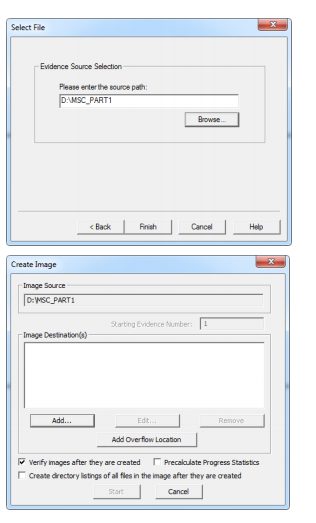 Select File
Evidence Source Selection
Please enter the source path:
D:\MSC_PART1
Browse...
< Back Finish Cancel Help
Create Image
Image Source
D:\MSC_PART1
Starting Evidence Number: 1
Image Destination(s)
Add... Edit... Remove
Add Overflow Location
Verify images after they are created Precalculate Progress Statistics
Create directory listings of all files in the image after they are created
Start Cancel